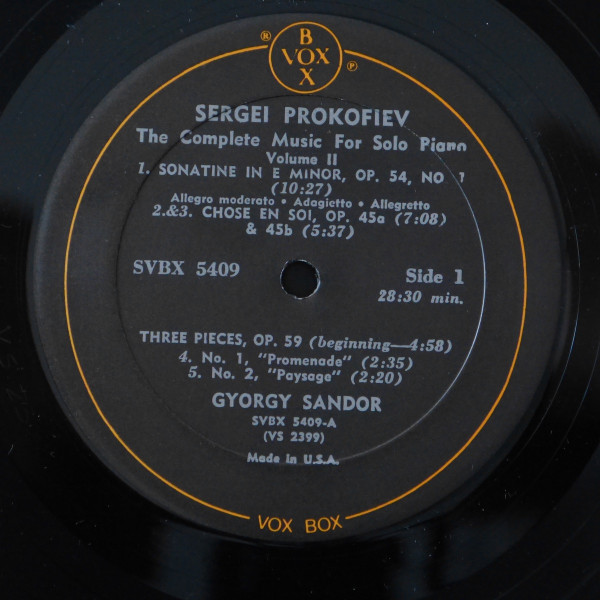 B
VOX
X
® ℗
SERGEI PROKOFIEV
The Complete Music For Solo Piano
Volume II
1. SONATINE IN E MINOR, OP. 54, NO 1
(10:27)
Allegro moderato • Adagietto • Allegretto
2.&3. CHOSE EN SOI, OP. 45a (7:08)
& 45b (5:37)
SVBX 5409
Side 1
28:30 min.
THREE PIECES, OP. 59 (beginning—4:58)
4. No. 1, "Promenade" (2:35)
5. No. 2, "Paysage" (2:20)
GYORGY SANDOR
SVBX 5409-A
(VS 2399)
Made in U.S.A.
VOX BOX